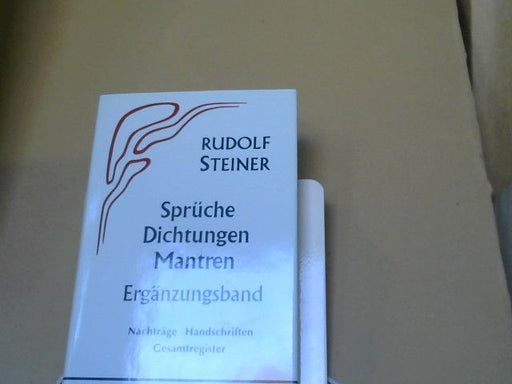 RUDOLF
STEINER
Sprüche
Dichtungen
Mantren
Ergänzungsband
Nachträge Handschriften
Gesamtregister